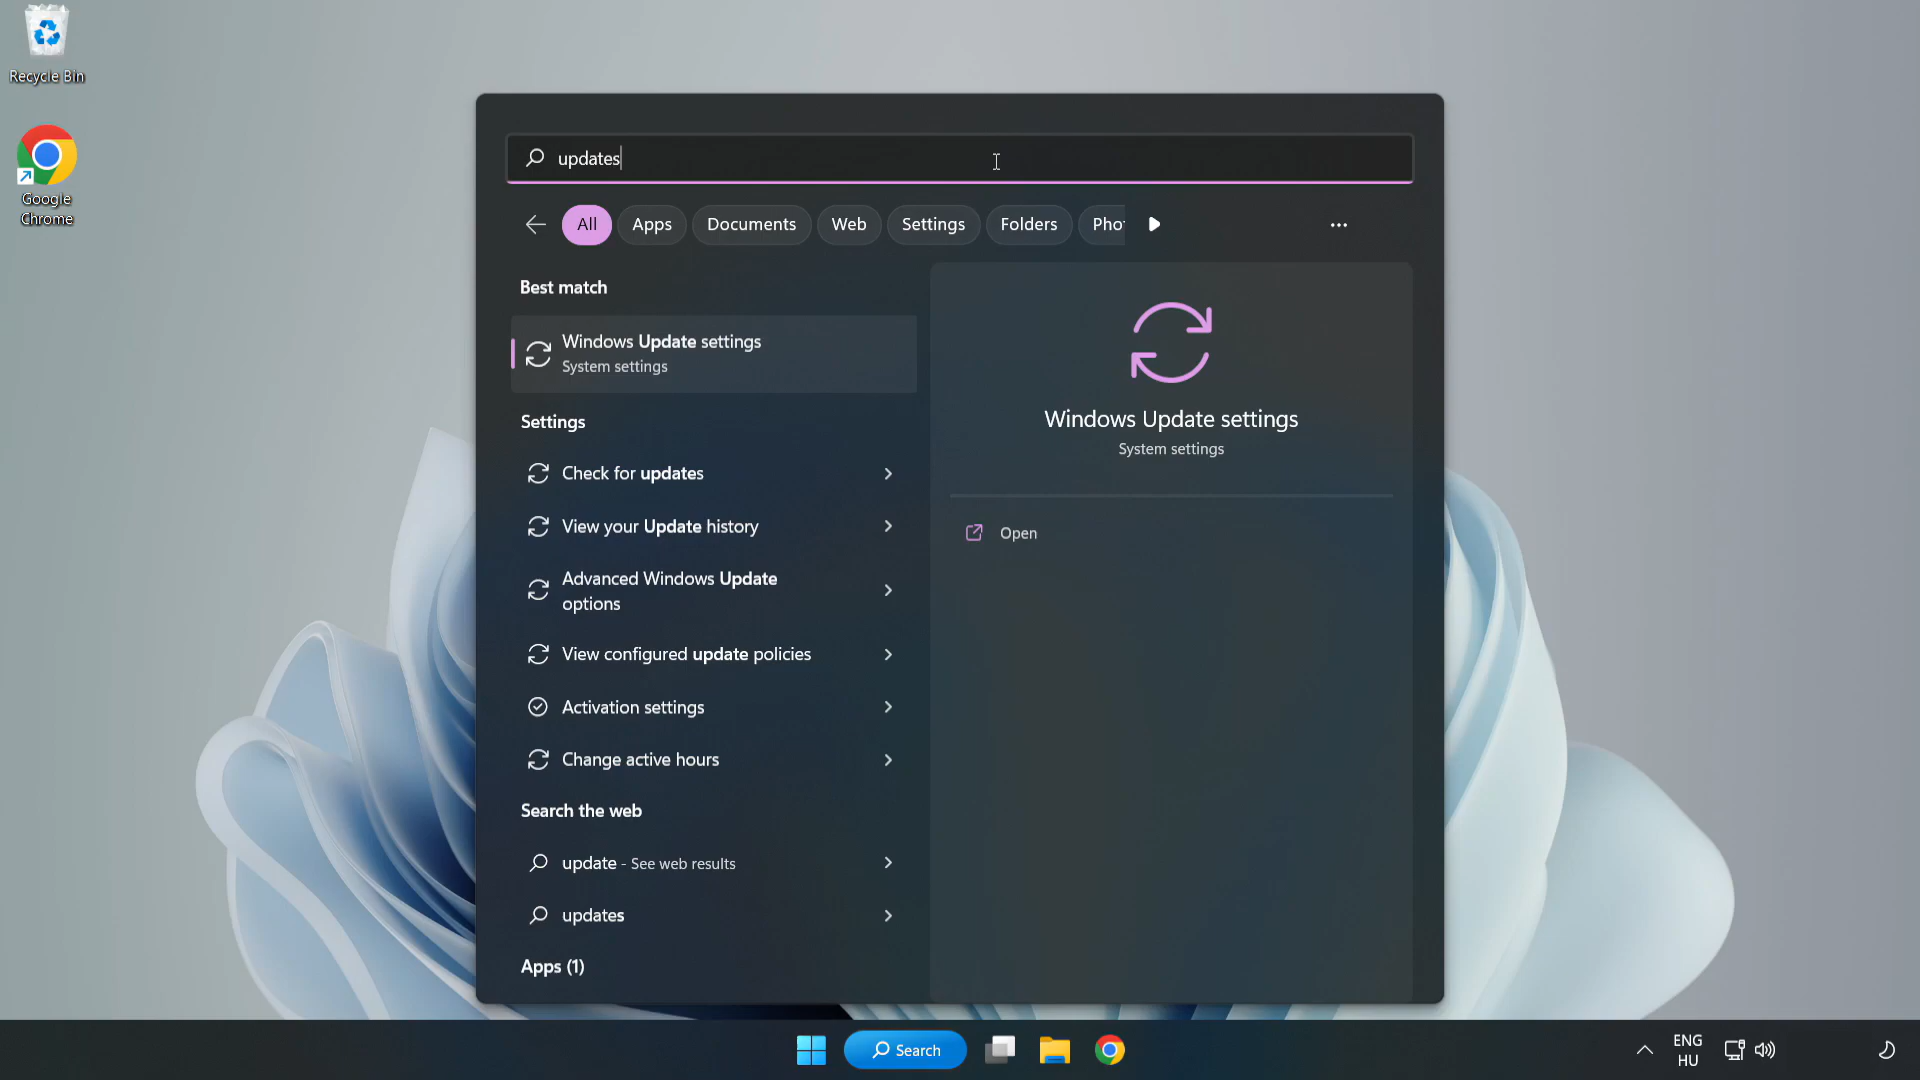 Recycle Bin
Google
Chrome
updates
All
Apps
Documents
Web
Settings
Folders
Best match
Windows Update settings
System settings
Settings
Check for updates
View your Update history
Advanced Windows Update
options
View configured update policies
Activation settings
Change active hours
Search the web
update - See web results
updates
Apps (1)
Windows Update settings
System settings
Open
Search
ENG
HU